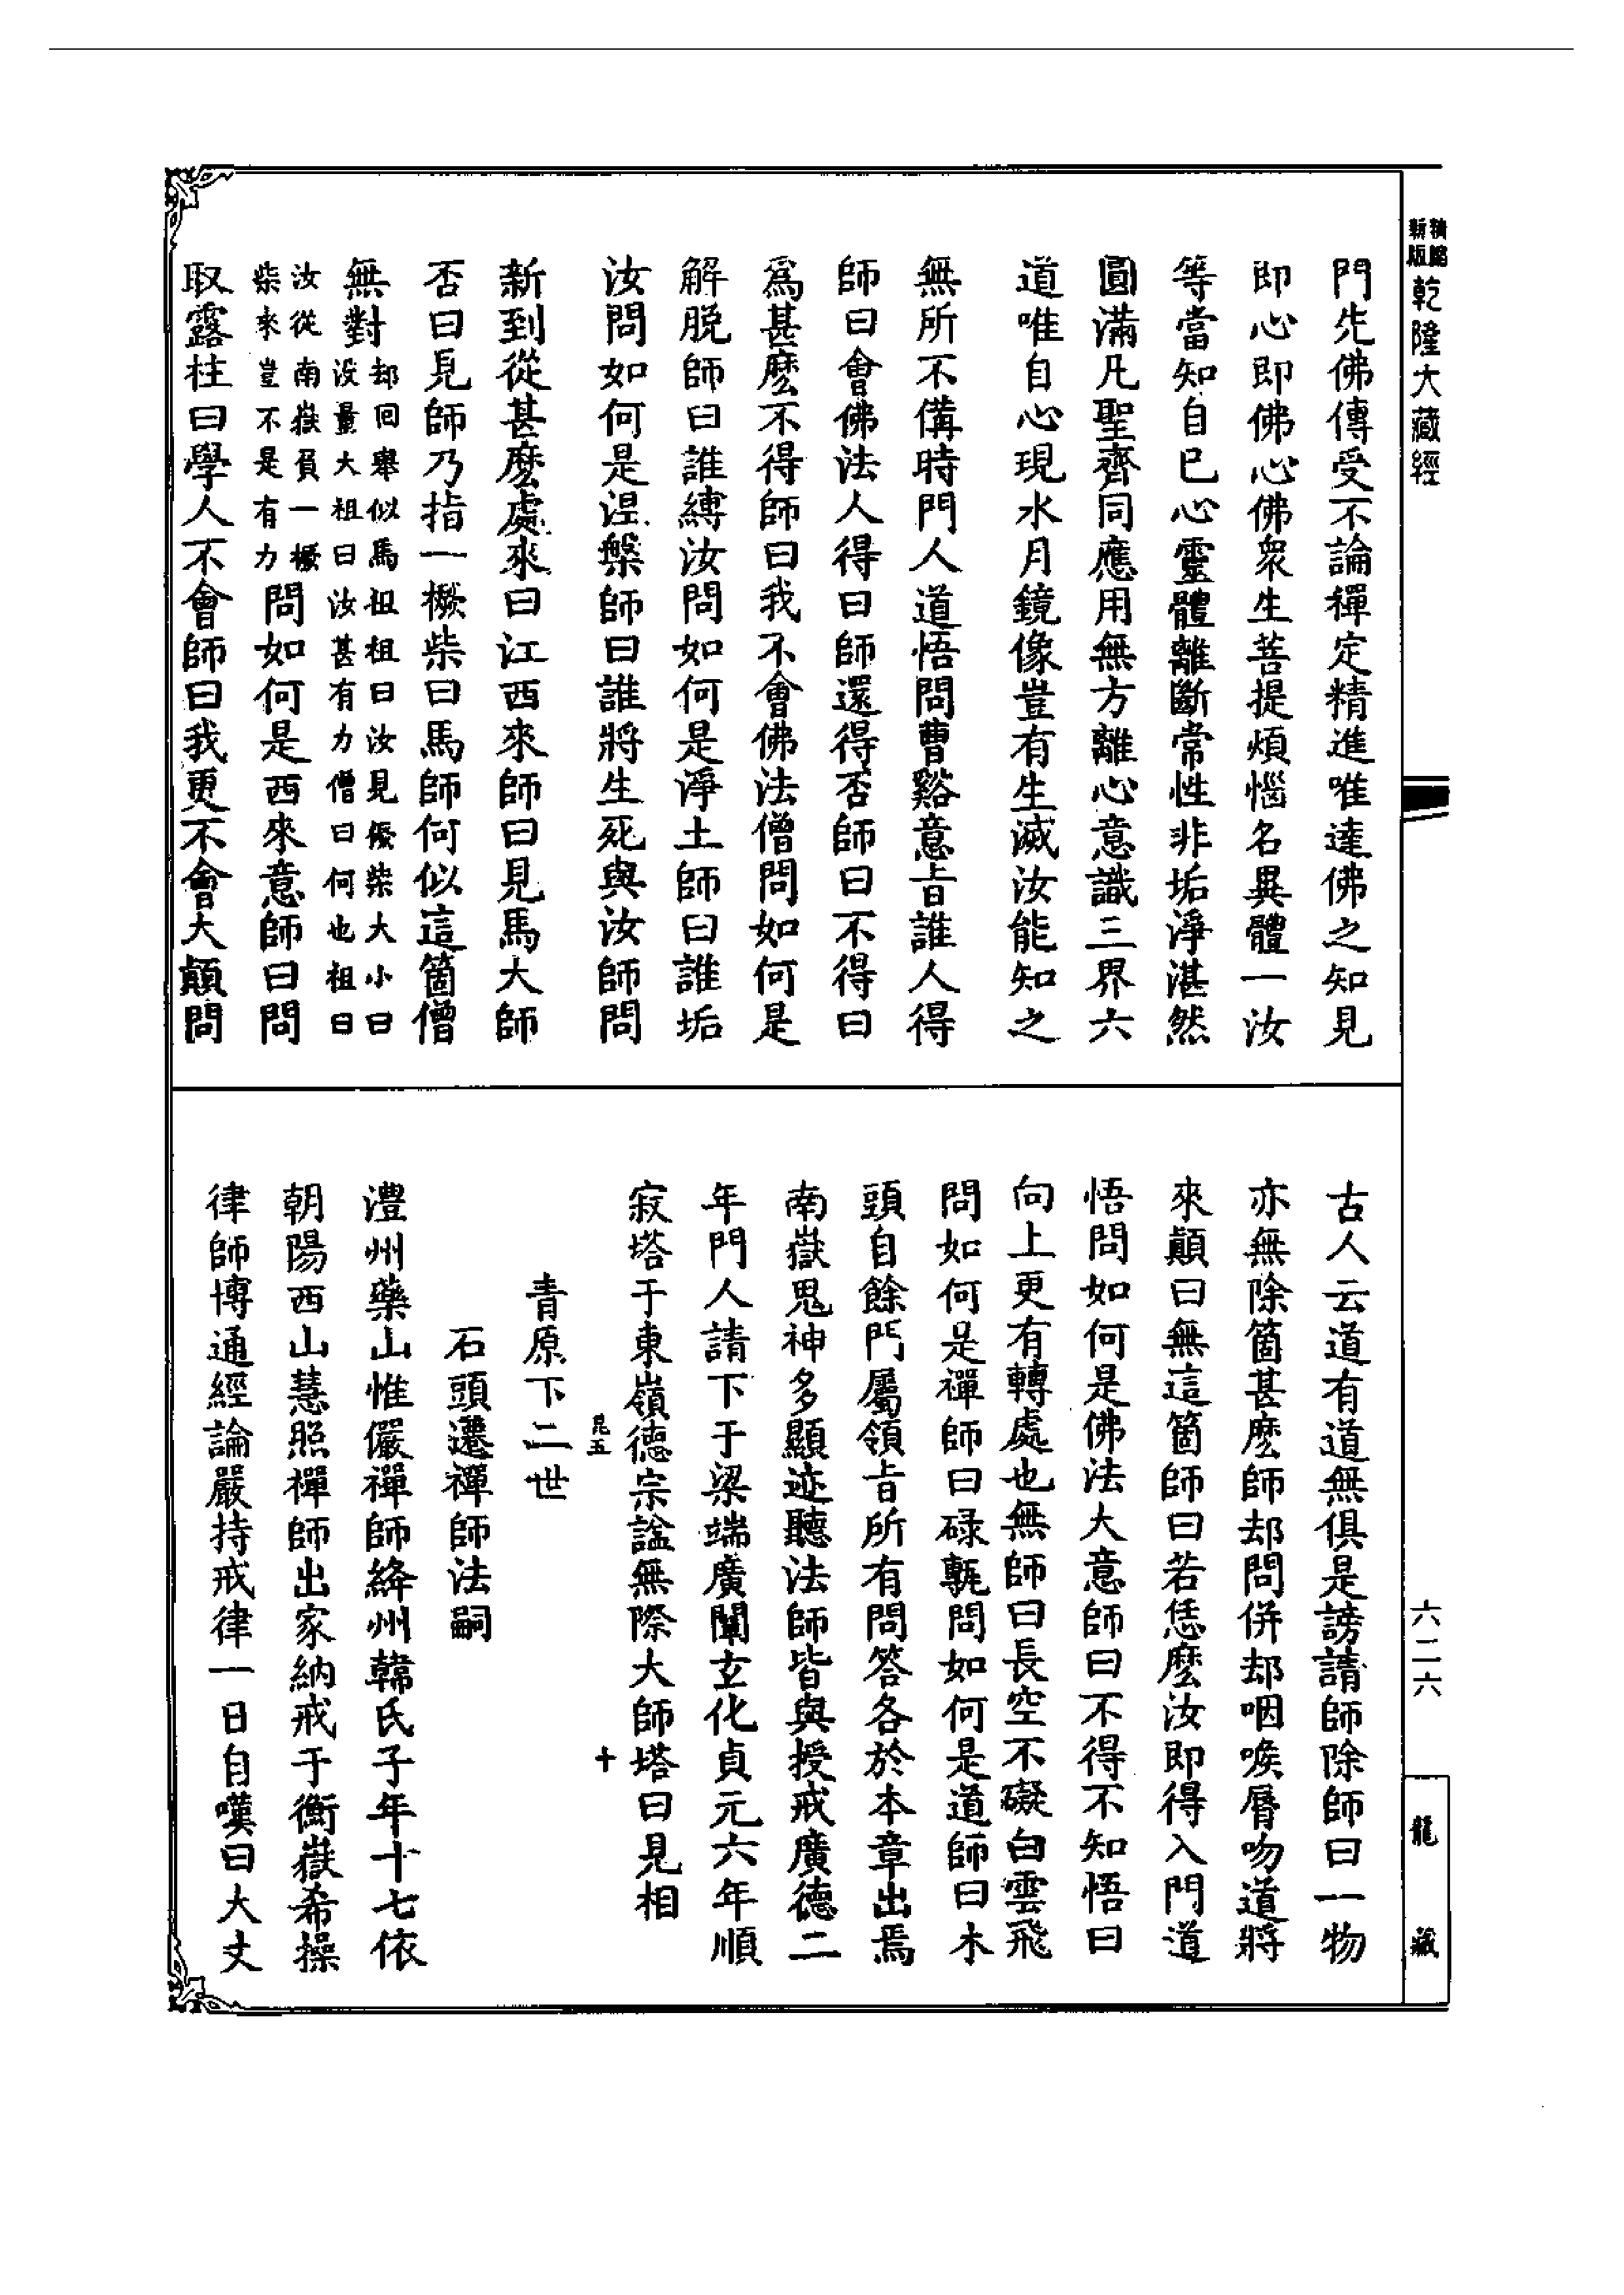 新版
乾隆大藏經
六二六
龍藏
門先佛傳受不論禪定精進唯達佛之知見
即心即佛心佛衆生菩提煩惱名異體一汝
等當知自已心靈體離斷常性非垢淨湛然
圓滿凡聖齊同應用無方離心意識三界六
道唯自心現水月鏡像豈有生滅汝能知之
無所不備時門人道悟問曹谿意旨誰人得
師曰會佛法人得曰師還得否師曰不得曰
爲甚麽不得師曰我不會佛法僧問如何是
解脫師曰誰縛汝問如何是淨土師曰誰垢
汝問如何是涅槃師曰誰將生死與汝師問
新到從甚麽處來曰江西來師曰見馬大師
否曰見師乃指一橛柴曰馬師何似這箇僧
無對却回舉似馬祖祖曰汝見橛柴大小曰
没量大祖曰汝甚有力僧曰何也祖曰
汝從南嶽負一橛
柴來豈不是有力問如何是西來意師曰問
取露柱曰學人不會師曰我更不會大顛問
古人云道有道無俱是謗請師除師曰一物
亦無除箇甚麽師却問併却咽喉脣吻道將
來顛曰無這箇師曰若恁麽汝即得入門道
悟問如何是佛法大意師曰不得不知悟曰
向上更有轉處也無師曰長空不礙白雲飛
問如何是禪師曰碌甎問如何是道師曰木
頭自餘門屬領旨所有問答各於本章出焉
南嶽鬼神多顯迹聽法師皆與授戒廣德二
年門人請下于梁端廣闡玄化貞元六年順
寂塔于東嶺德宗諡無際大師塔曰見相
昆五
十
青原下二世
石頭遷禪師法嗣
澧州藥山惟儼禪師絳州韓氏子年十七依
朝陽西山慧照禪師出家納戒于衡嶽希操
律師博通經論嚴持戒律一日自嘆曰大丈